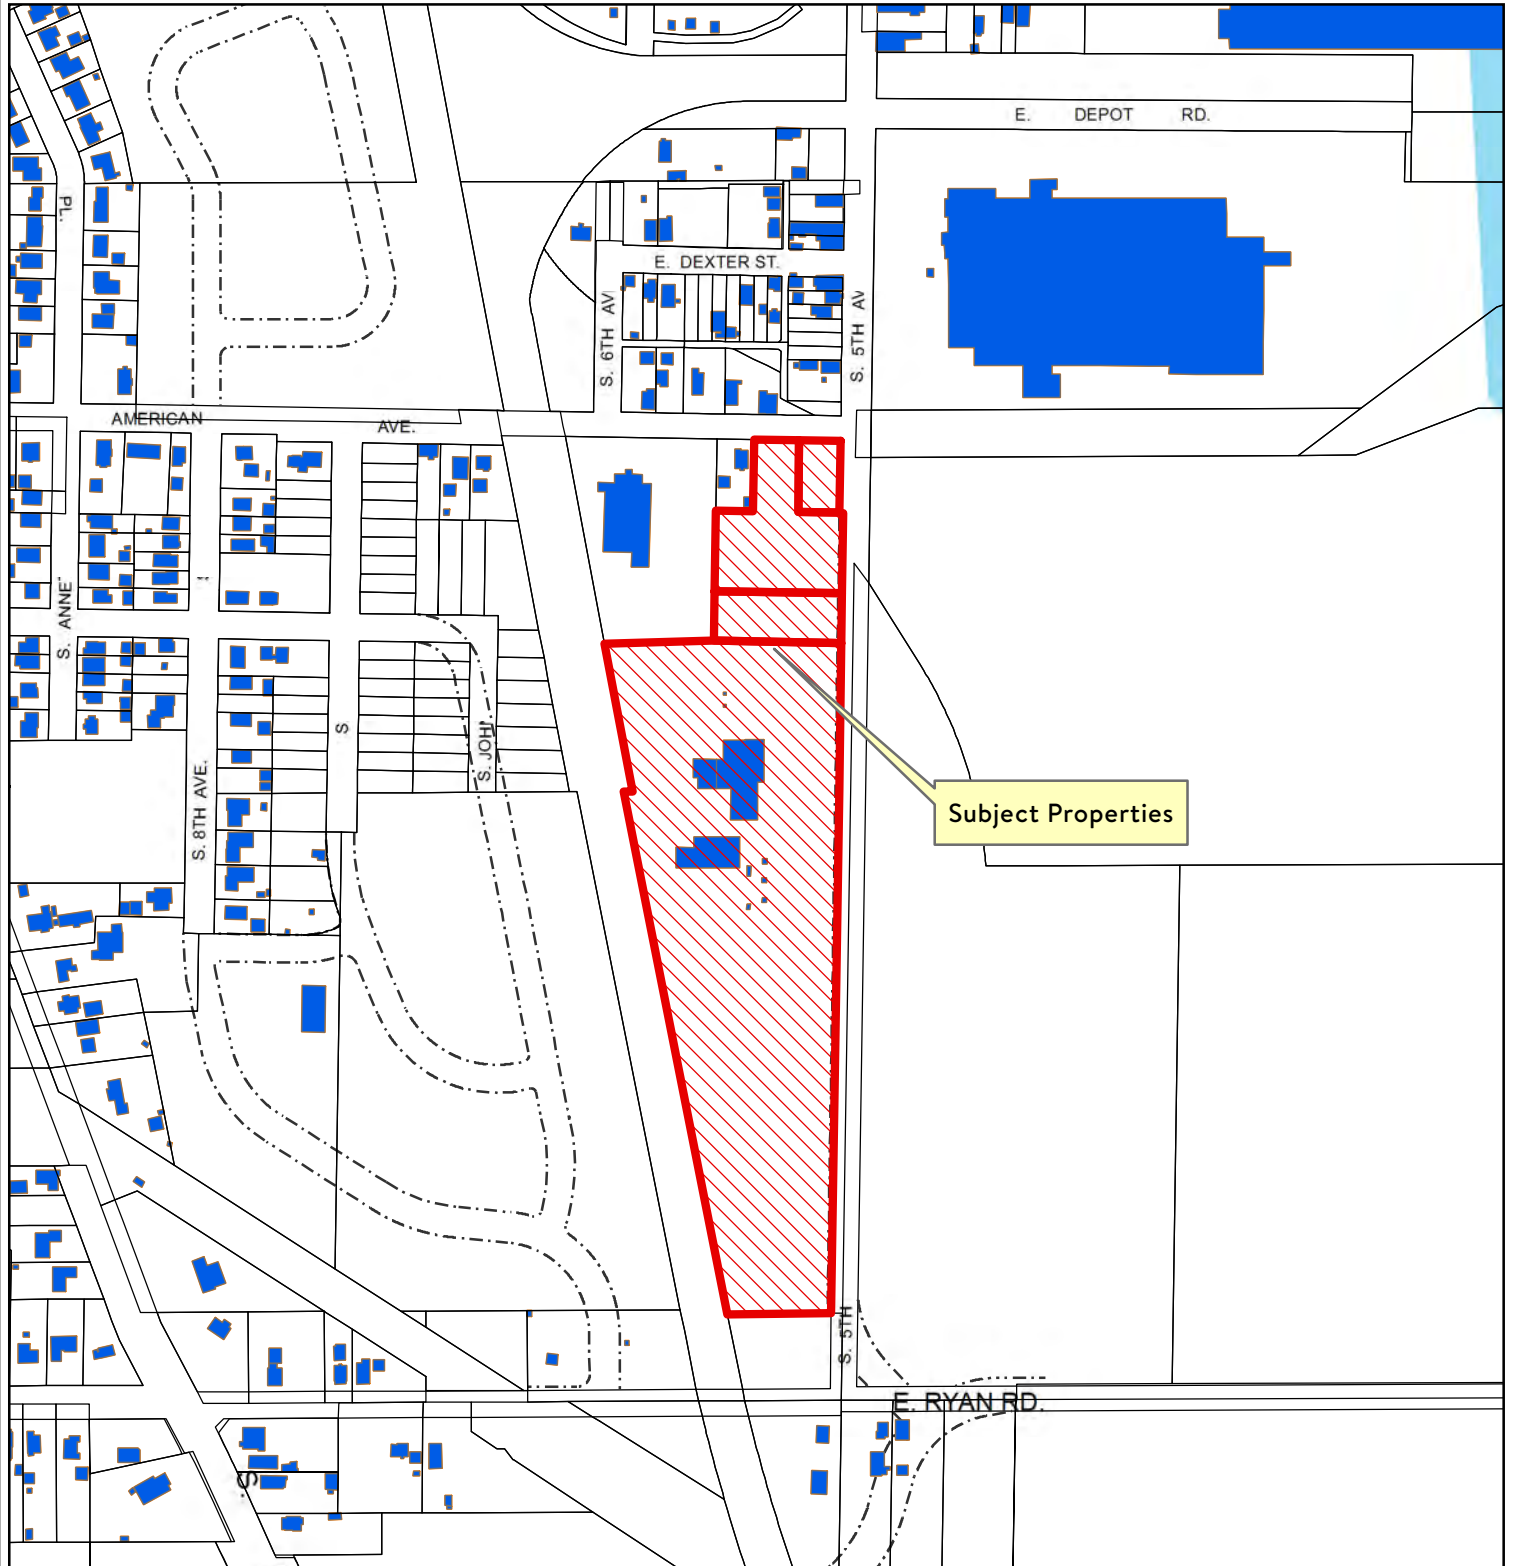 E. DEPOT RD.
PL.
E. DEXTER ST.
S. 6TH AV
S. 5TH AV
AMERICAN AVE.
S. ANNE
S. 8TH AVE.
S
S. JOH
Subject Properties
S. 5TH
E. RYAN RD.
S.